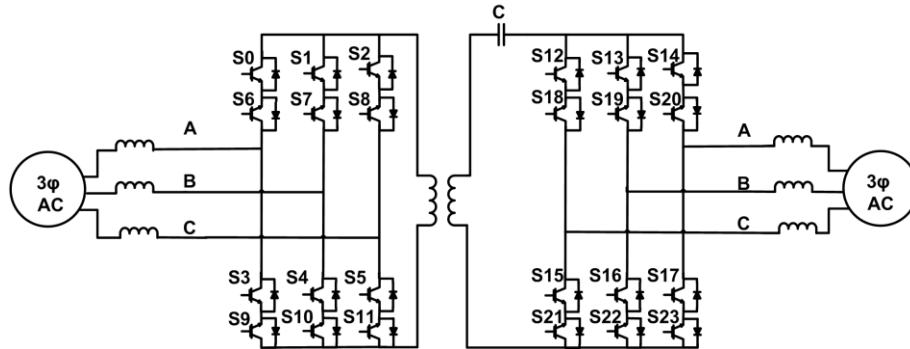 C
S0 S1 S2 S12 S13 S14
S6 S7 S8 S18 S19 S20
A A
3φ AC B B 3φ AC
C C
S3 S4 S5 S15 S16 S17
S9 S10 S11 S21 S22 S23